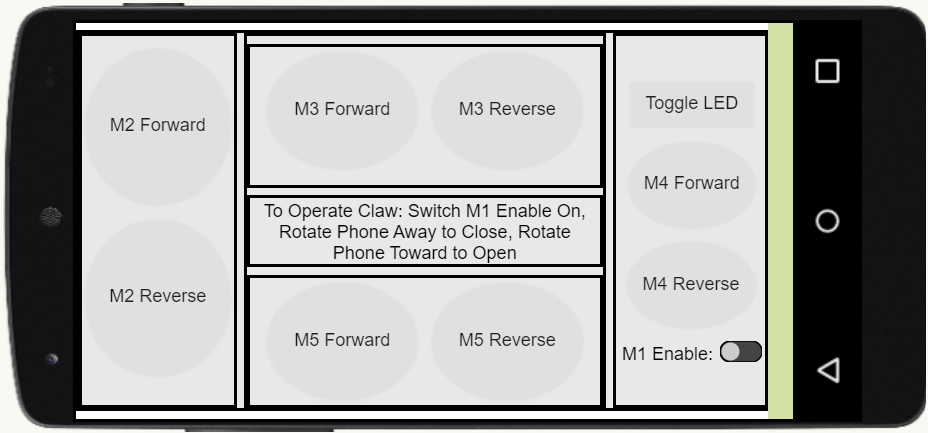 M2 Forward
M2 Reverse
M3 Forward
M3 Reverse
To Operate Claw: Switch M1 Enable On,
Rotate Phone Away to Close, Rotate
Phone Toward to Open
M5 Forward
M5 Reverse
Toggle LED
M4 Forward
M4 Reverse
M1 Enable: